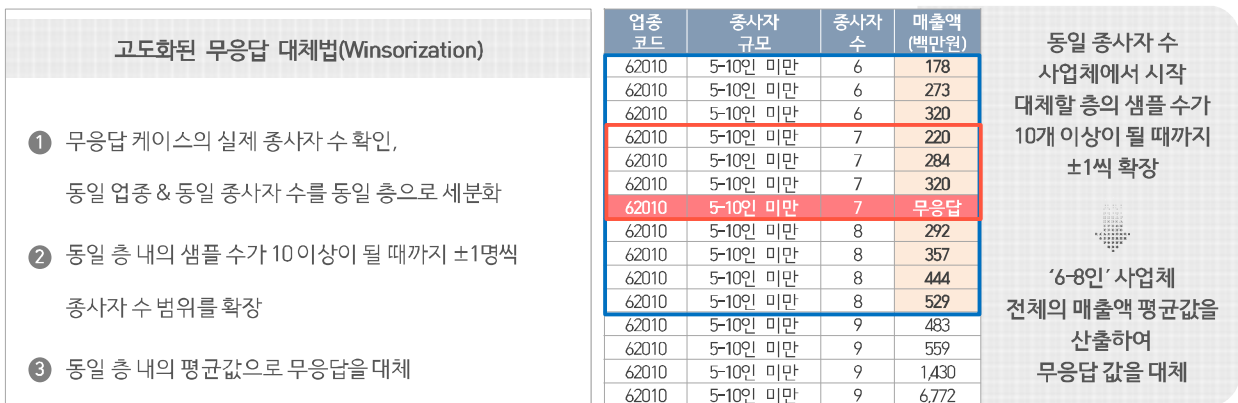 고도화된 무응답 대체법(Winsorization)
❶ 무응답 케이스의 실제 종사자 수 확인,
동일 업종 & 동일 종사자 수를 동일 층으로 세분화
❷ 동일 층 내의 샘플 수가 10 이상이 될 때까지 ±1명씩
종사자 수 범위를 확장
❸ 동일 층 내의 평균값으로 무응답을 대체
업종 코드 종사자 규모 종사자 수 매출액 (백만원)
62010 5-10인 미만 6 178
62010 5-10인 미만 6 273
62010 5-10인 미만 6 320
62010 5-10인 미만 7 220
62010 5-10인 미만 7 284
62010 5-10인 미만 7 320
62010 5-10인 미만 7 무응답
62010 5-10인 미만 8 292
62010 5-10인 미만 8 357
62010 5-10인 미만 8 444
62010 5-10인 미만 8 529
62010 5-10인 미만 9 483
62010 5-10인 미만 9 559
62010 5-10인 미만 9 1,430
62010 5-10인 미만 9 6,772
동일 종사자 수
사업체에서 시작
대체할 층의 샘플 수가
10개 이상이 될 때까지
±1씩 확장
‘6-8인’ 사업체
전체의 매출액 평균값을
산출하여
무응답 값을 대체